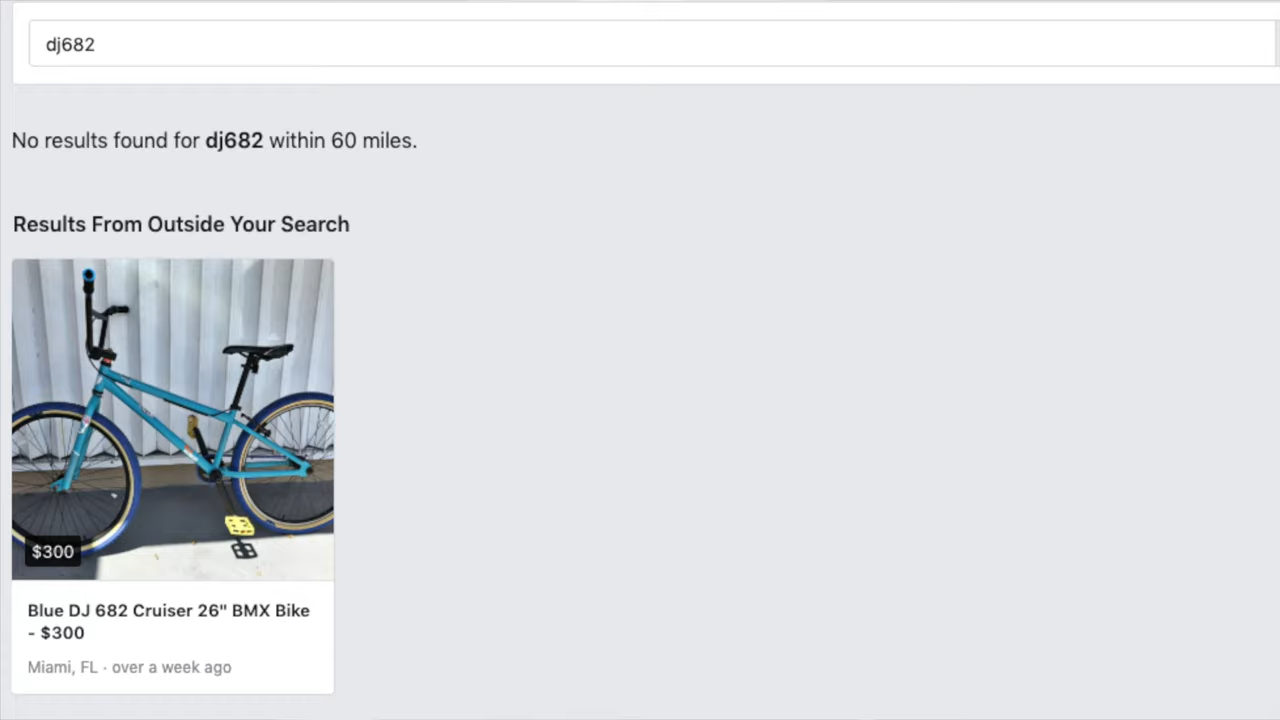 dj682
No results found for dj682 within 60 miles.
Results From Outside Your Search
$300
Blue DJ 682 Cruiser 26" BMX Bike
- $300
Miami, FL · over a week ago